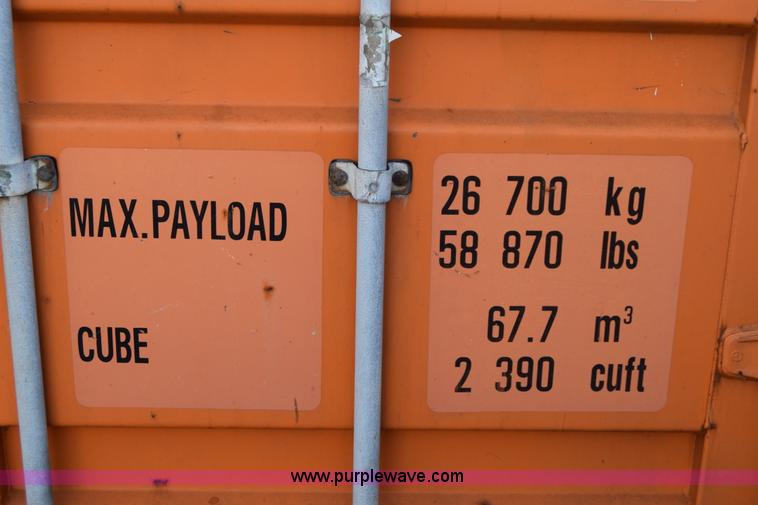 MAX.PAYLOAD 26 700 kg
58 870 lbs
CUBE 67.7 m³
2 390 cuft
www.purplewave.com